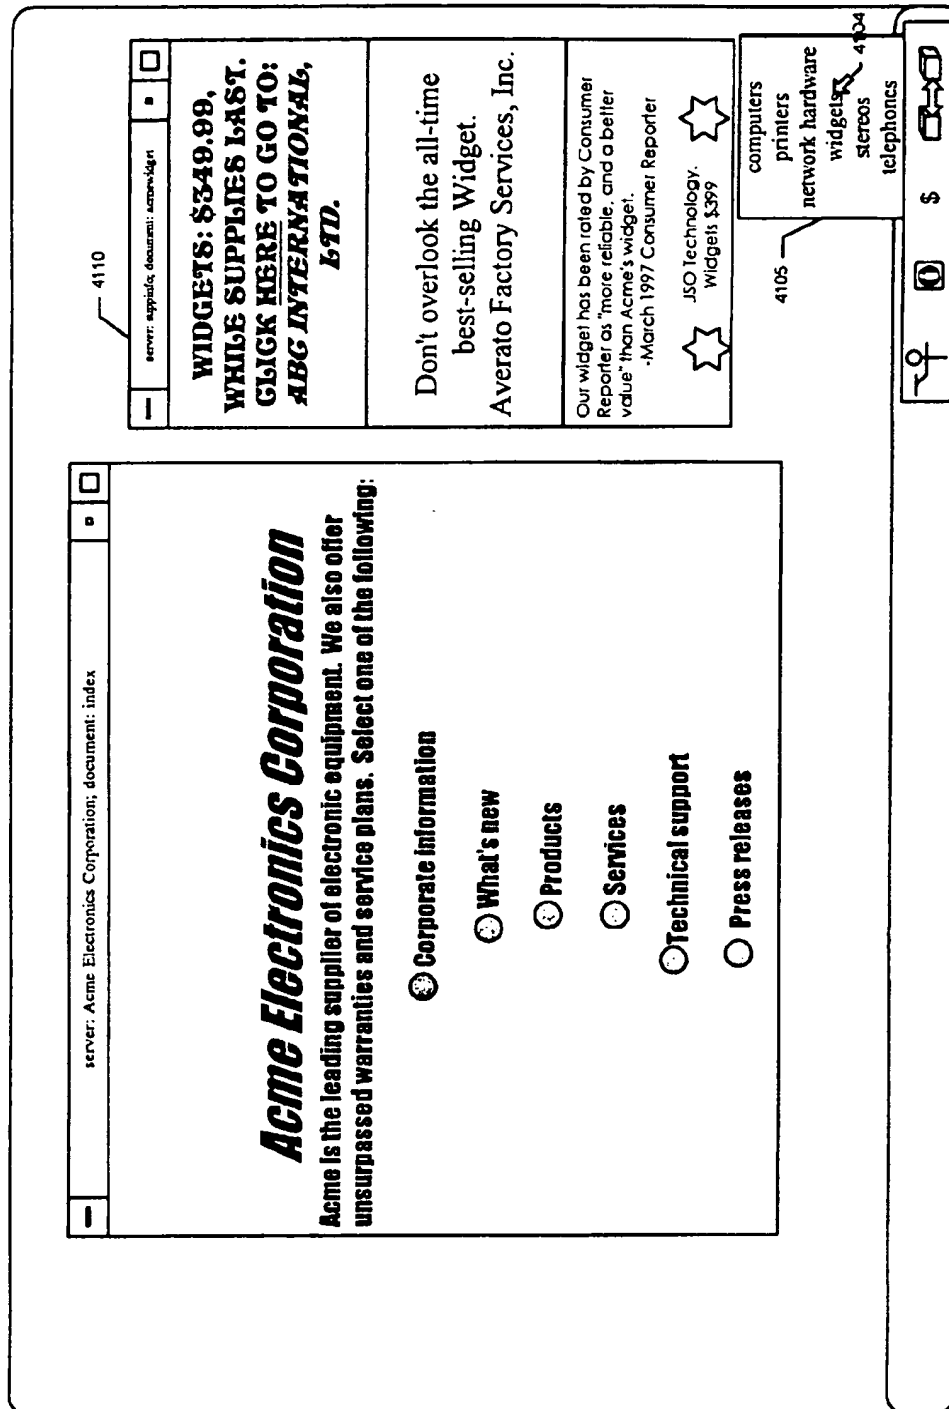 server: Acme Electronics Corporation; document: index
Acme Electronics Corporation
Acme is the leading supplier of electronic equipment. We also offer
unsurpassed warranties and service plans. Select one of the following:
Corporate information
What's new
Products
Services
Technical support
Press releases
4110
server: suppinfo; document: acmewidget
WIDGETS: $349.99,
WHILE SUPPLIES LAST.
CLICK HERE TO GO TO:
ABC INTERNATIONAL,
LTD.
Don't overlook the all-time
best-selling Widget.
Averato Factory Services, Inc.
Our widget has been rated by Consumer
Reporter as "more reliable, and a better
value" than Acme's widget.
-March 1997 Consumer Reporter
JSO Technology.
Widgets $399
4105
computers
printers
network hardware
widgets
stereos
telephones
4104
$